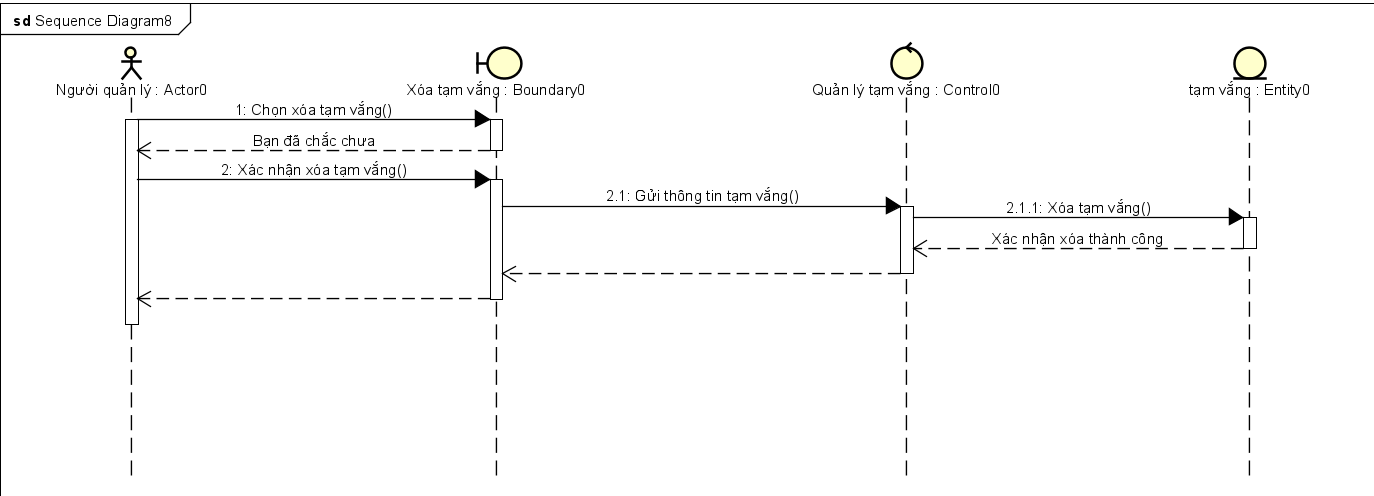 sd Sequence Diagram8
Người quản lý : Actor0
Xóa tạm vắng : Boundary0
Quản lý tạm vắng : Control0
tạm vắng : Entity0
1: Chọn xóa tạm vắng()
Bạn đã chắc chưa
2: Xác nhận xóa tạm vắng()
2.1: Gửi thông tin tạm vắng()
2.1.1: Xóa tạm vắng()
Xác nhận xóa thành công